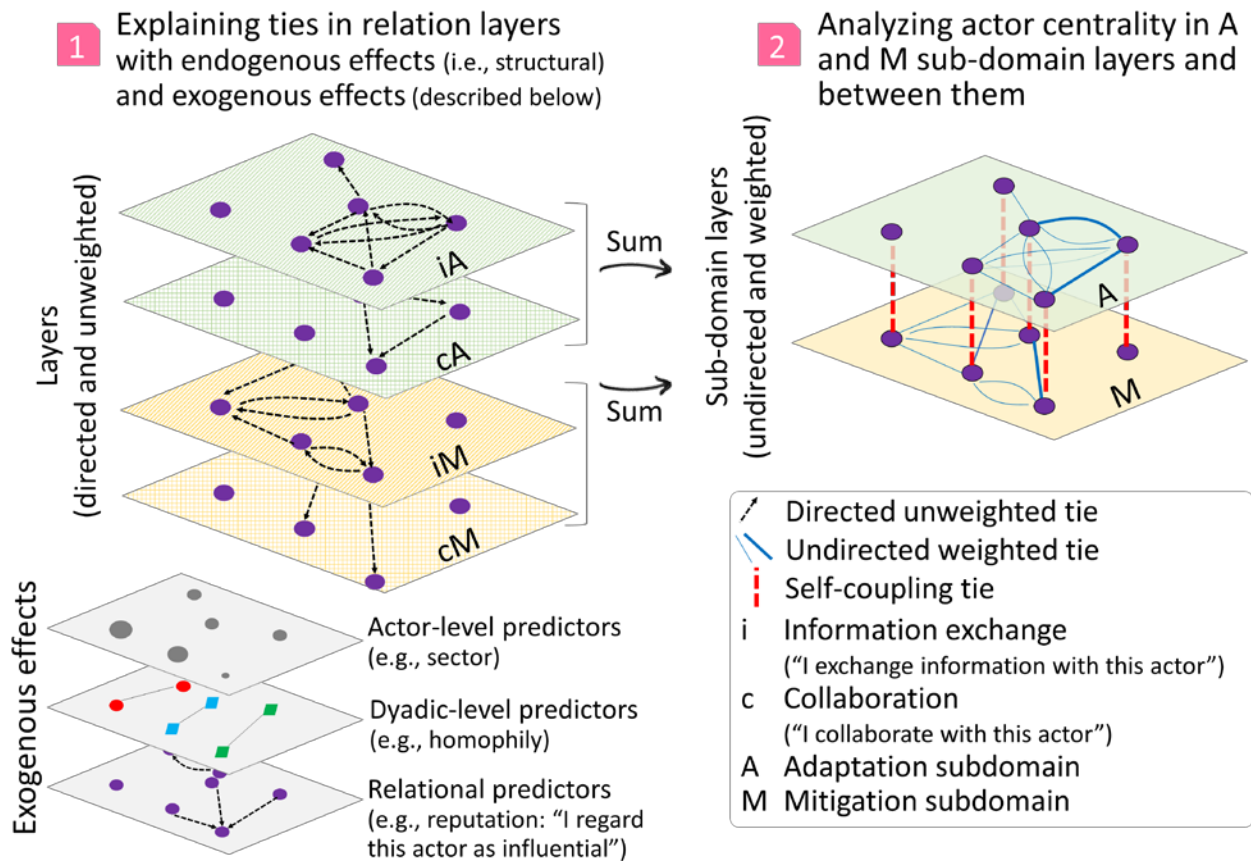 1
Explaining ties in relation layers
with endogenous effects (i.e., structural)
and exogenous effects (described below)
Layers
(directed and unweighted)
iA
cA
iM
cM
Sum
Sum
Exogenous effects
Actor-level predictors
(e.g., sector)
Dyadic-level predictors
(e.g., homophily)
Relational predictors
(e.g., reputation: “I regard
this actor as influential”)
2
Analyzing actor centrality in A
and M sub-domain layers and
between them
Sub-domain layers
(undirected and weighted)
A
M
Directed unweighted tie
Undirected weighted tie
Self-coupling tie
i Information exchange
(“I exchange information with this actor”)
c Collaboration
(“I collaborate with this actor”)
A Adaptation subdomain
M Mitigation subdomain